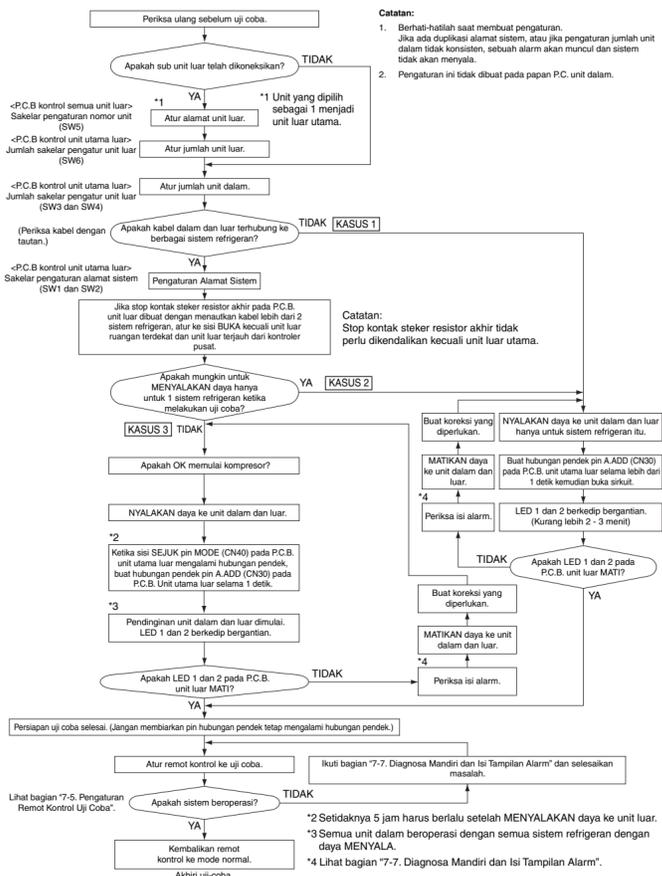 Periksa ulang sebelum uji coba.
Catatan:
1. Berhati-hatilah saat membuat pengaturan.
Jika ada duplikasi alamat sistem, atau jika pengaturan jumlah unit
dalam tidak konsisten, sebuah alarm akan muncul dan sistem
tidak akan menyala.
2. Pengaturan ini tidak dibuat pada papan P.C. unit dalam.
Apakah sub unit luar telah dikoneksikan?
TIDAK
YA
*1
*1 Unit yang dipilih
sebagai 1 menjadi
unit luar utama.
<P.C.B kontrol semua unit luar>
Sakelar pengaturan nomor unit
(SW5)
Atur alamat unit luar.
<P.C.B kontrol unit utama luar>
Jumlah sakelar pengatur unit luar
(SW6)
Atur jumlah unit luar.
<P.C.B kontrol unit utama luar>
Jumlah sakelar pengatur unit luar
(SW3 dan SW4)
Atur jumlah unit dalam.
(Periksa kabel dengan
tautan.)
Apakah kabel dalam dan luar terhubung ke
berbagai sistem refrigeran?
TIDAK
KASUS 1
YA
<P.C.B kontrol unit utama luar>
Sakelar pengaturan alamat sistem
(SW1 dan SW2)
Pengaturan Alamat Sistem
Jika stop kontak steker resistor akhir pada P.C.B.
unit luar dibuat dengan menautkan kabel lebih dari 2
sistem refrigeran, atur ke sisi BUKA kecuali unit luar
ruangan terdekat dan unit luar terjauh dari kontroler
pusat.
Catatan:
Stop kontak steker resistor akhir tidak
perlu dikendalikan kecuali unit luar utama.
Apakah mungkin untuk
MENYALAKAN daya hanya
untuk 1 sistem refrigeran ketika
melakukan uji coba?
YA
KASUS 2
KASUS 3
TIDAK
Apakah OK memulai kompresor?
NYALAKAN daya ke unit dalam dan luar.
*2
Ketika sisi SEJUK pin MODE (CN40) pada P.C.B.
unit utama luar mengalami hubungan pendek,
buat hubungan pendek pin A.ADD (CN30) pada
P.C.B. Unit utama luar selama 1 detik.
*3
Pendinginan unit dalam dan luar dimulai.
LED 1 dan 2 berkedip bergantian.
Apakah LED 1 dan 2 pada P.C.B.
unit luar MATI?
TIDAK
YA
Buat koreksi yang
diperlukan.
MATIKAN daya ke unit
dalam dan luar.
*4
Periksa isi alarm.
Buat koreksi yang
diperlukan.
MATIKAN daya
ke unit dalam dan
luar.
*4
Periksa isi alarm.
NYALAKAN daya ke unit dalam dan luar
hanya untuk sistem refrigeran itu.
Buat hubungan pendek pin A.ADD (CN30)
pada P.C.B. unit utama luar selama lebih dari
1 detik kemudian buka sirkuit.
LED 1 dan 2 berkedip bergantian.
(Kurang lebih 2 - 3 menit)
TIDAK
Apakah LED 1 dan 2 pada
P.C.B. unit luar MATI?
YA
Persiapan uji coba selesai. (Jangan membiarkan pin hubungan pendek tetap mengalami hubungan pendek.)
Atur remot kontrol ke uji coba.
Ikuti bagian "7-7. Diagnosa Mandiri dan Isi Tampilan Alarm" dan selesaikan
masalah.
Lihat bagian "7-5. Pengaturan
Remot Kontrol Uji Coba".
Apakah sistem beroperasi?
TIDAK
YA
Kembalikan remot
kontrol ke mode normal.
Akhiri uji-coba
*2 Setidaknya 5 jam harus berlalu setelah MENYALAKAN daya ke unit luar.
*3 Semua unit dalam beroperasi dengan semua sistem refrigeran dengan
daya MENYALA.
*4 Lihat bagian "7-7. Diagnosa Mandiri dan Isi Tampilan Alarm".